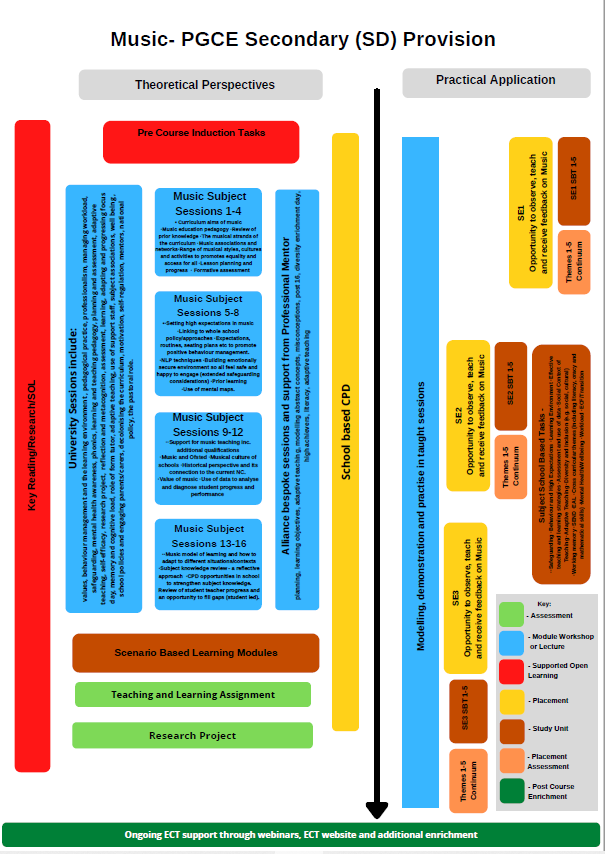 Music- PGCE Secondary (SD) Provision
Theoretical Perspectives
Practical Application
Key Reading/Research/SOL
Pre Course Induction Tasks
University Sessions include:
values, behaviour management and the learning environment, pedagogical practice, professionalism, managing workload,
safeguarding, mental health awareness, phonics, learning and teaching pedagogy, planning and assessment, adaptive
teaching, self-efficacy, research project, reflection and metacognition, assessment, learning, adapting and progressing focus
day, memory and cognitive load, role of form tutor, adaptive teaching, role of support staff, subject associations, well being,
school policies and engaging parents/carers, decolonising the curriculum, motivation, self-regulation, mentors, national
policy, the pastoral role.
Music Subject
Sessions 1-4
• Curriculum aims of music
•Music education pedagogy •Review of
prior knowledge •The musical strands of
the curriculum •Music associations and
networks•Range of musical styles, cultures
and activities to promote equality and
access for all •Lesson planning and
progress • Formative assessment
Music Subject
Sessions 5-8
•Setting high expectations in music
•Linking to whole school
policy/approaches •Expectations,
routines, seating plans etc to promote
positive behaviour management.
•NLP techniques •Building emotionally
secure environment so all feel safe and
happy to engage (extended safeguarding
considerations) •Prior learning
•Use of mental maps.
Music Subject
Sessions 9-12
• Support for music teaching inc.
additional qualifications
•Music and Ofsted •Musical culture of
schools •Historical perspective and its
connection to the current NC.
•Value of music •Use of data to analyse
and diagnose student progress and
performance
Music Subject
Sessions 13-16
•Music model of learning and how to
adapt to different situations/contexts
•Subject knowledge review - a reflective
approach •CPD opportunities in school
to strengthen subject knowledge.
Review of student teacher progress and
an opportunity to fill gaps (student led).
Alliance bespoke sessions and support from Professional Mentor
planning, learning objectives, adaptive teaching, modelling abstract concepts, misconceptions, post 16, diversity enrichment day,
high achievers, literacy, adaptive teaching
School based CPD
Scenario Based Learning Modules
Teaching and Learning Assignment
Research Project
Modelling, demonstration and practise in taught sessions
SE1
Opportunity to observe, teach
and receive feedback on Music
SE1 SBT 1-5
Themes 1-5
Continuum
SE2
Opportunity to observe, teach
and receive feedback on Music
SE2 SBT 1-5
Themes 1-5
Continuum
Subject School Based Tasks -
SE3
Opportunity to observe, teach
and receive feedback on Music
SE3 SBT 1-5
Themes 1-5
Continuum
Key:
- Assessment
- Module Workshop
or Lecture
- Supported Open
Learning
- Placement
- Study Unit
- Placement
Assessment
- Post Course
Enrichment
Ongoing ECT support through webinars, ECT website and additional enrichment